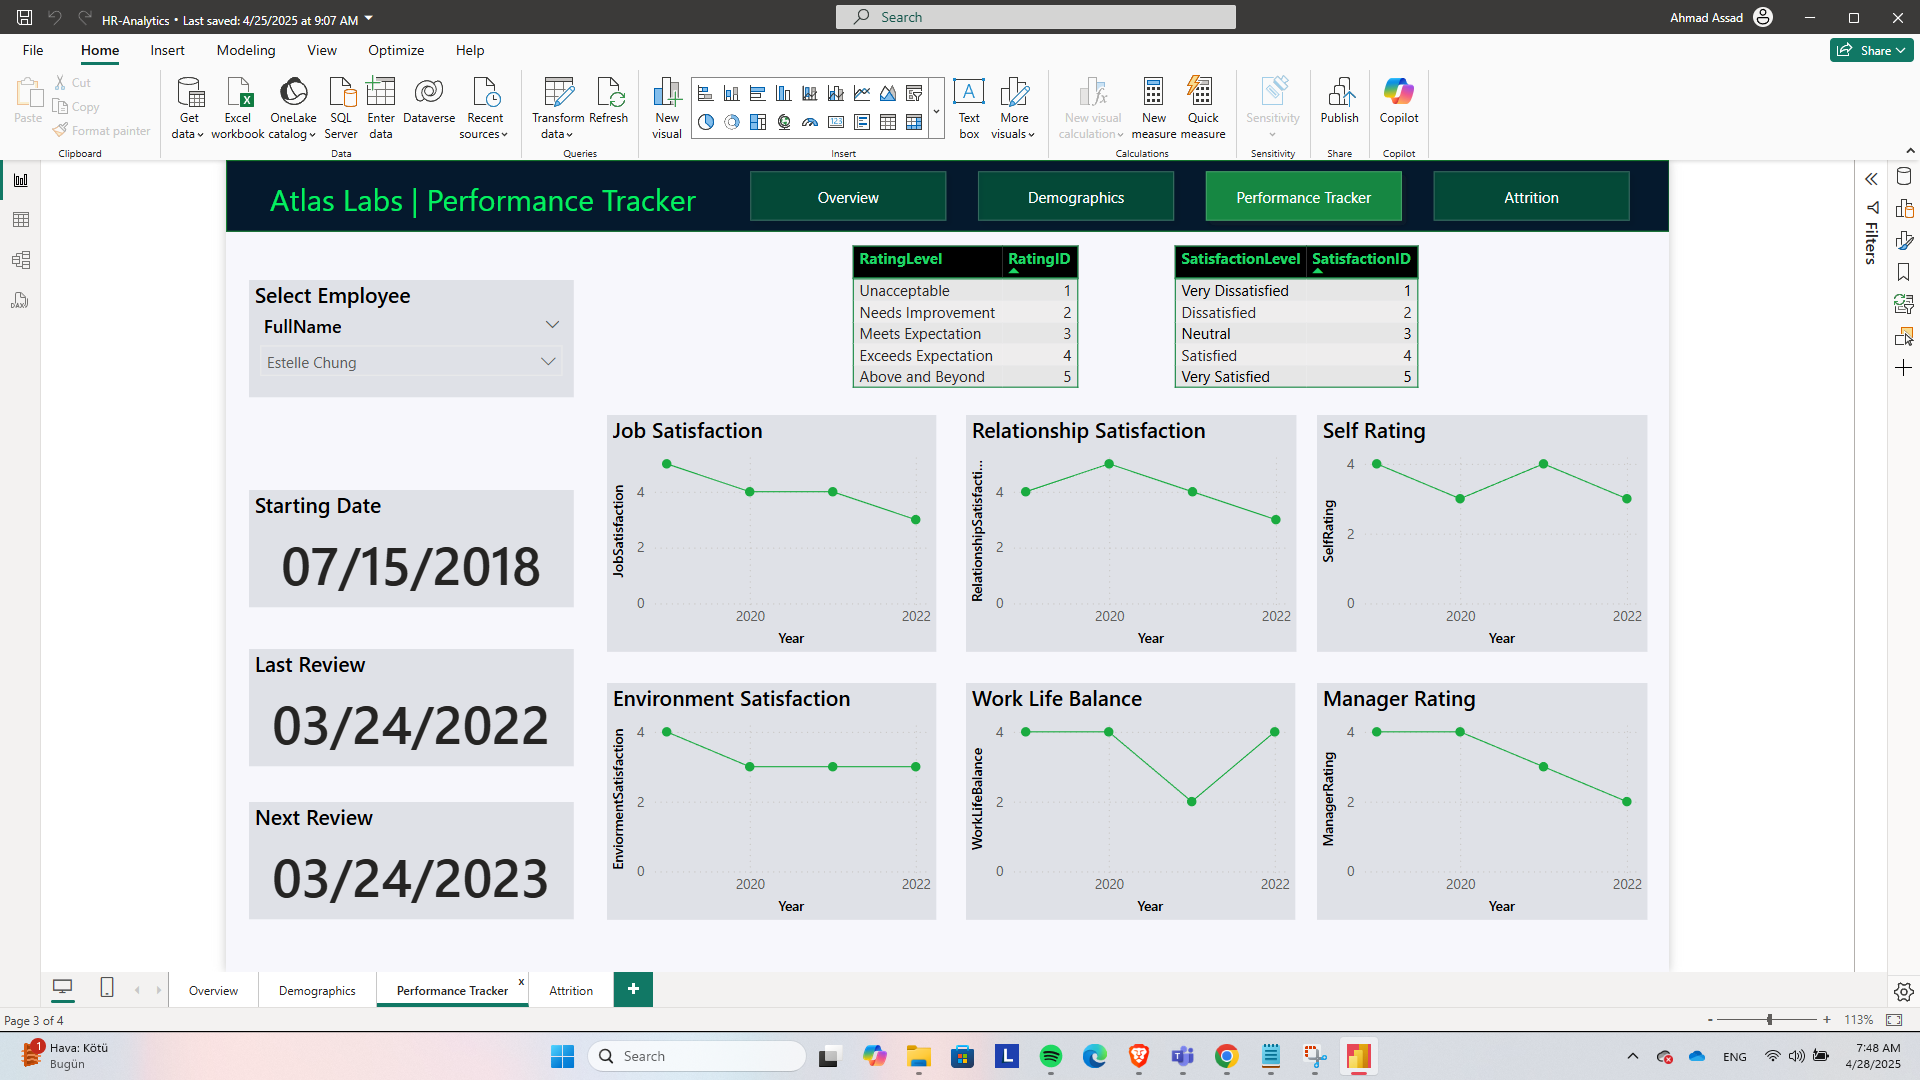 HR-Analytics • Last saved: 4/25/2025 at 9:07 AM
Search
Ahmad Assad
File
Home
Insert
Modeling
View
Optimize
Help
Share
Paste
Cut
Copy
Format painter
Clipboard
Get data
Excel workbook
OneLake catalog
SQL Server
Enter data
Dataverse
Recent sources
Data
Transform data
Refresh
Queries
New visual
Text box
More visuals
Insert
New visual calculation
New measure
Quick measure
Calculations
Sensitivity
Sensitivity
Publish
Share
Copilot
Copilot
Atlas Labs | Performance Tracker
Overview
Demographics
Performance Tracker
Attrition
Filters
Select Employee
FullName
Estelle Chung
RatingLevel RatingID
Unacceptable 1
Needs Improvement 2
Meets Expectation 3
Exceeds Expectation 4
Above and Beyond 5
SatisfactionLevel SatisfactionID
Very Dissatisfied 1
Dissatisfied 2
Neutral 3
Satisfied 4
Very Satisfied 5
Starting Date
07/15/2018
Last Review
03/24/2022
Next Review
03/24/2023
Job Satisfaction
JobSatisfaction
4
2
0
2020 2022
Year
Relationship Satisfaction
RelationshipSatisfacti...
4
2
0
2020 2022
Year
Self Rating
SelfRating
4
2
0
2020 2022
Year
Environment Satisfaction
EnviormentSatisfaction
4
2
0
2020 2022
Year
Work Life Balance
WorkLifeBalance
4
2
0
2020 2022
Year
Manager Rating
ManagerRating
4
2
0
2020 2022
Year
Overview
Demographics
Performance Tracker
x
Attrition
+
Page 3 of 4
- + 113%
1
Hava: Kötü
Bugün
Search
L
ENG
7:48 AM
4/28/2025